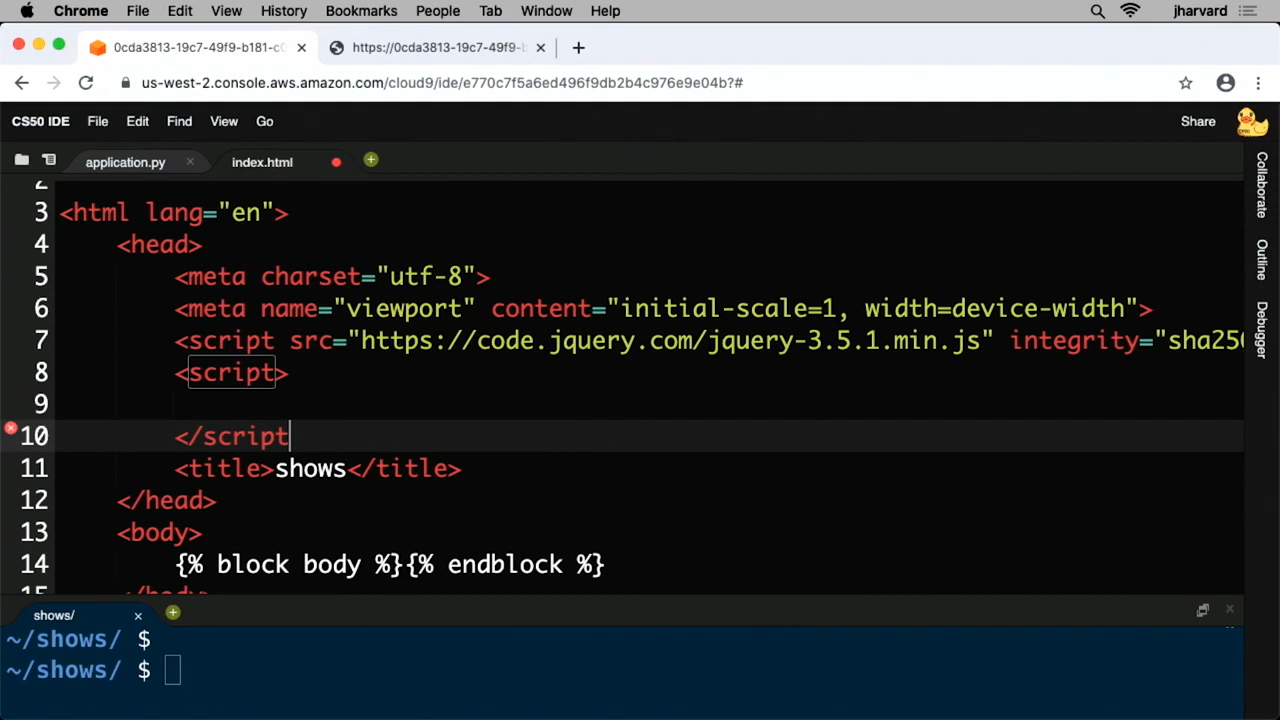 Chrome File Edit View History Bookmarks People Tab Window Help jharvard
0cda3813-19c7-49f9-b181-c0 https://0cda3813-19c7-49f9-b
us-west-2.console.aws.amazon.com/cloud9/ide/e770c7f5a6ed496f9db2b4c976e9e04b?#
CS50 IDE File Edit Find View Go Share
application.py index.html
Collaborate
Outline
Debugger
2
3 <html lang="en">
4 <head>
5 <meta charset="utf-8">
6 <meta name="viewport" content="initial-scale=1, width=device-width">
7 <script src="https://code.jquery.com/jquery-3.5.1.min.js" integrity="sha256
8 <script>
9
10 </script
11 <title>shows</title>
12 </head>
13 <body>
14 {% block body %}{% endblock %}
15 </body>
shows/
~/shows/ $
~/shows/ $